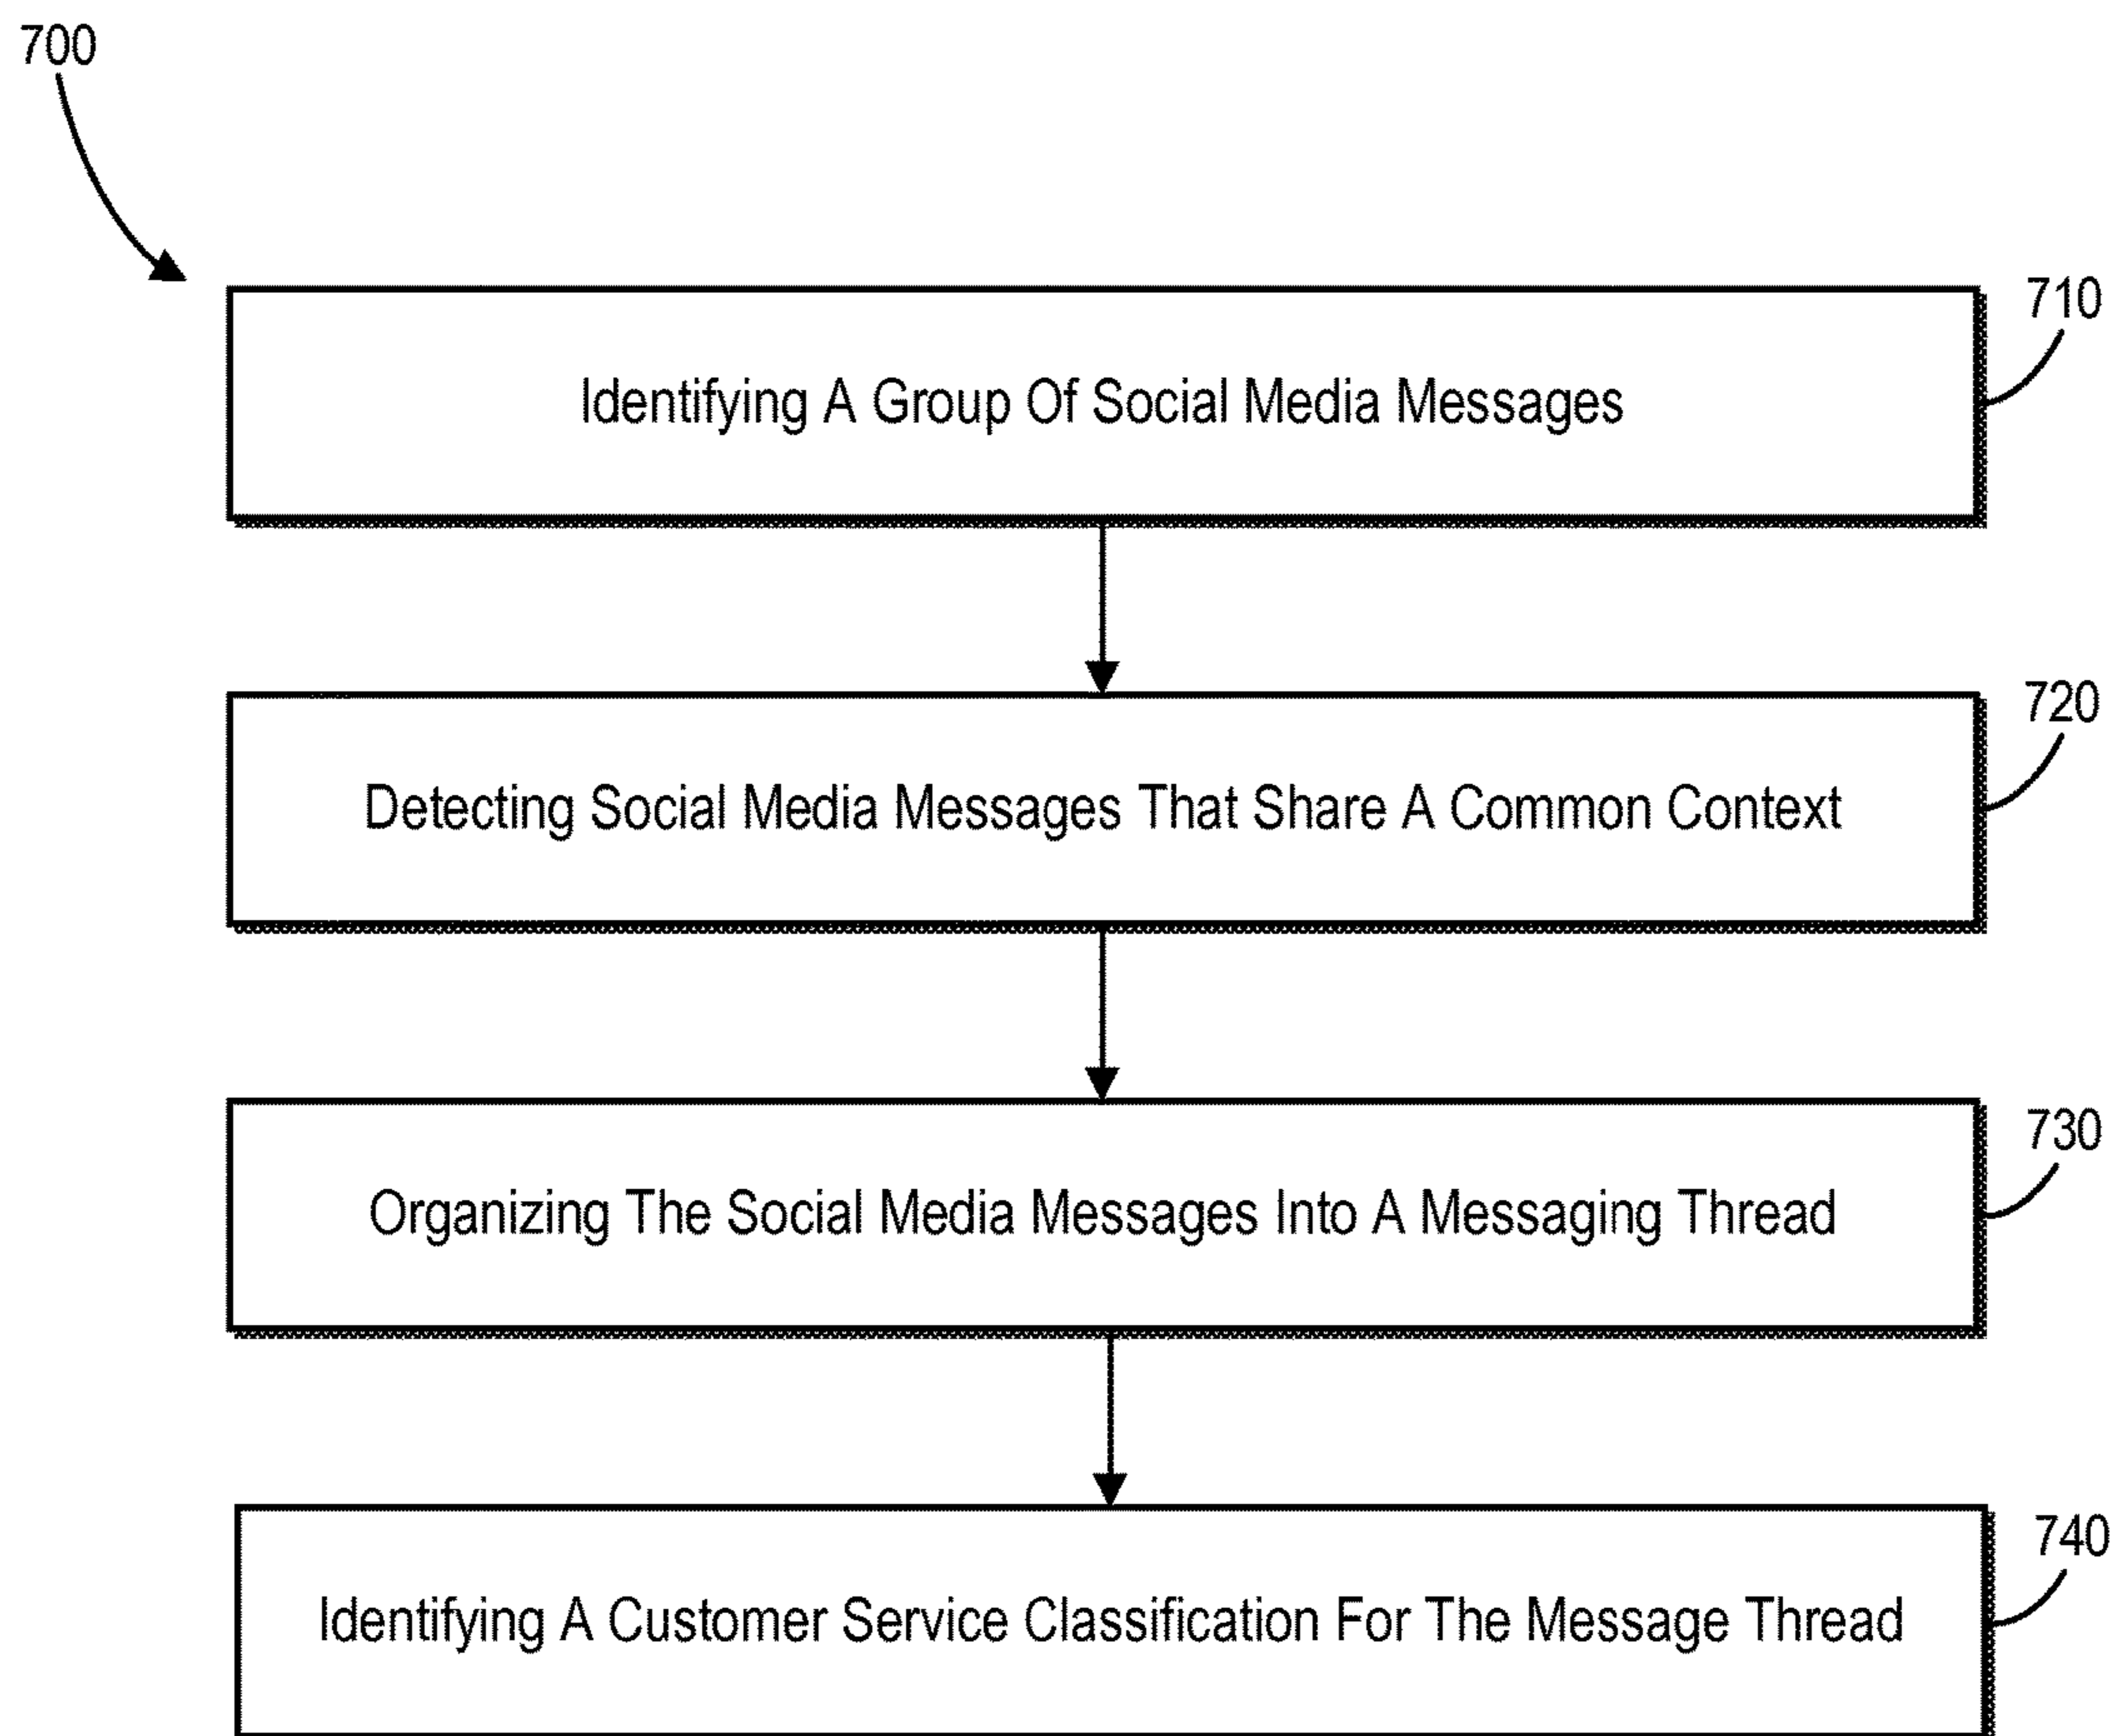 700
710
Identifying A Group Of Social Media Messages
720
Detecting Social Media Messages That Share A Common Context
730
Organizing The Social Media Messages Into A Messaging Thread
740
Identifying A Customer Service Classification For The Message Thread